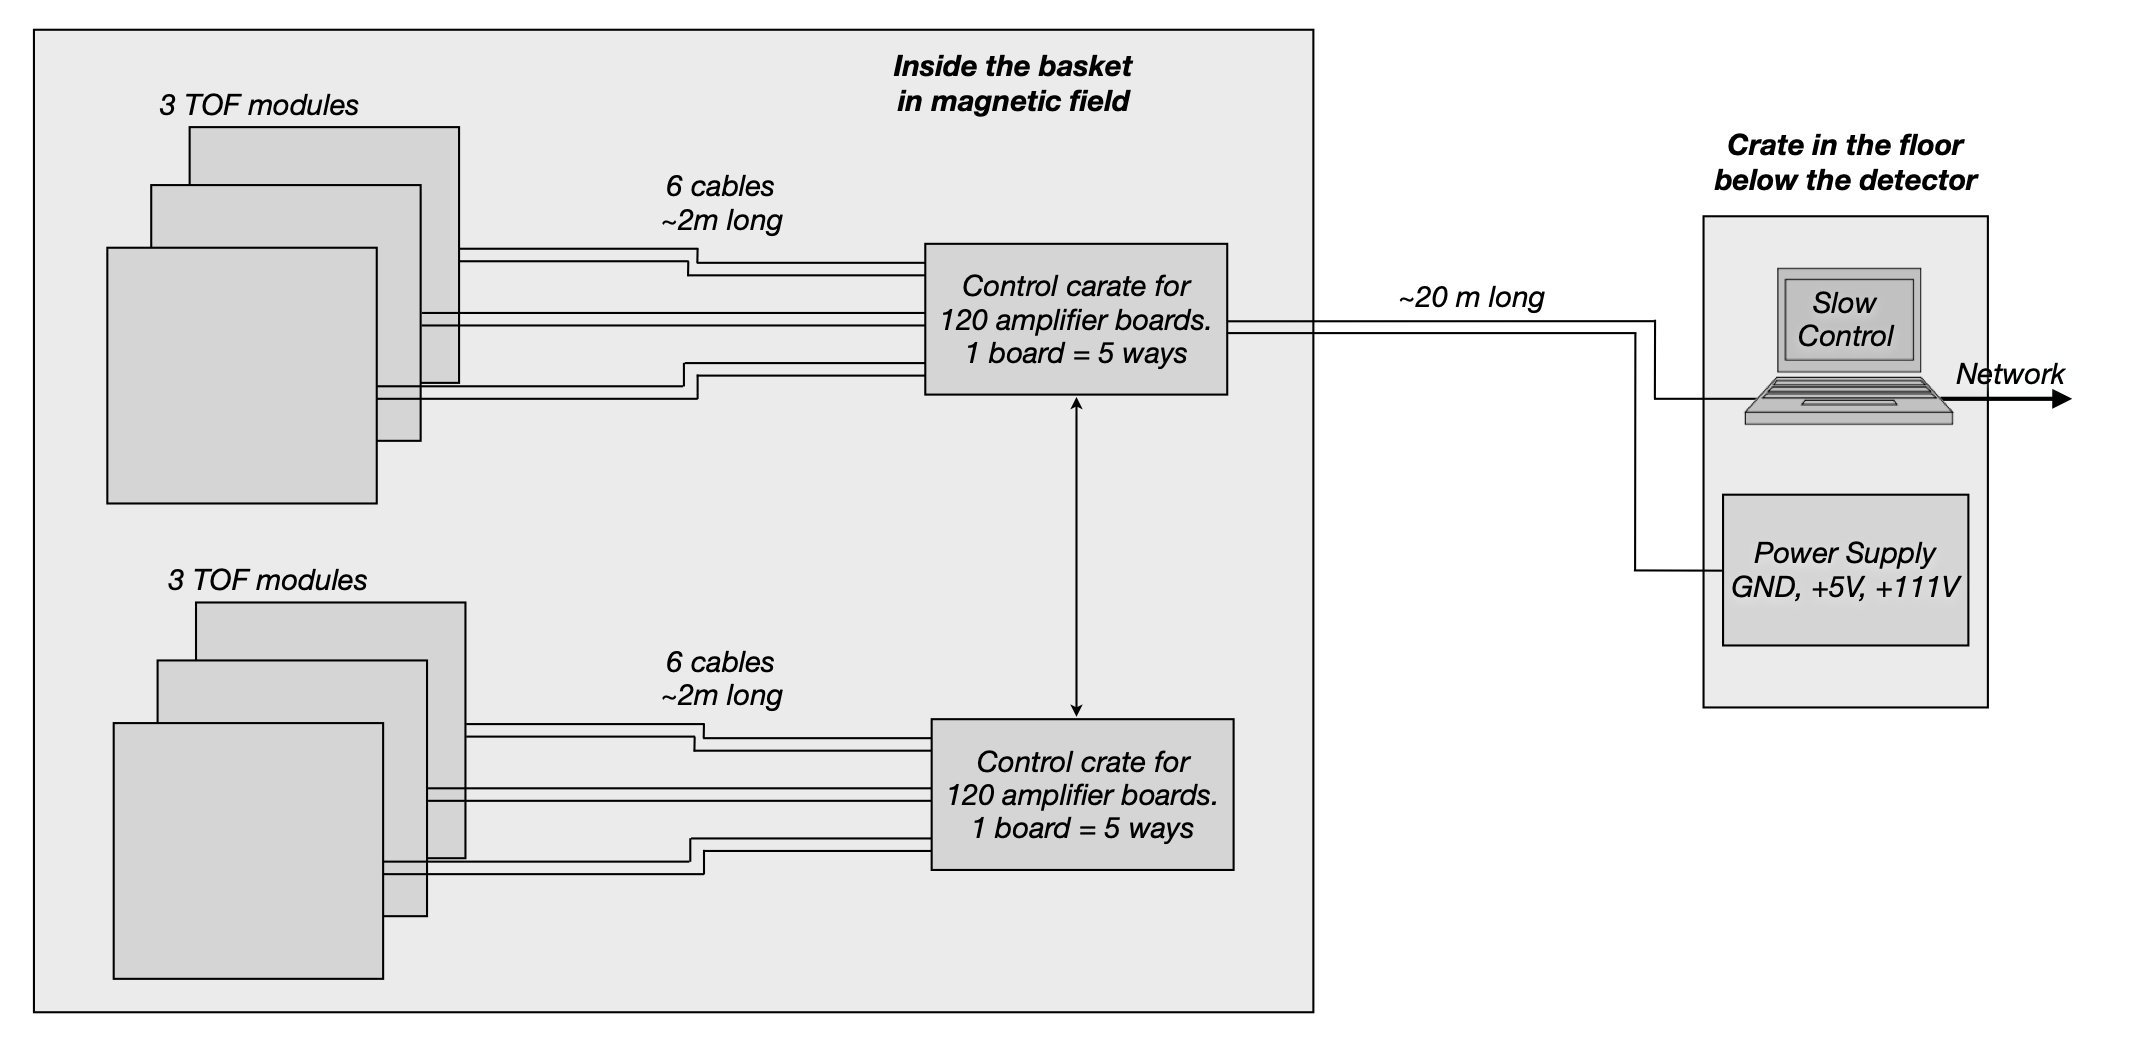 Inside the basket
in magnetic field
3 TOF modules
6 cables
~2m long
Control carate for
120 amplifier boards.
1 board = 5 ways
~20 m long
Crate in the floor
below the detector
Slow
Control
Network
Power Supply
GND, +5V, +111V
3 TOF modules
6 cables
~2m long
Control crate for
120 amplifier boards.
1 board = 5 ways